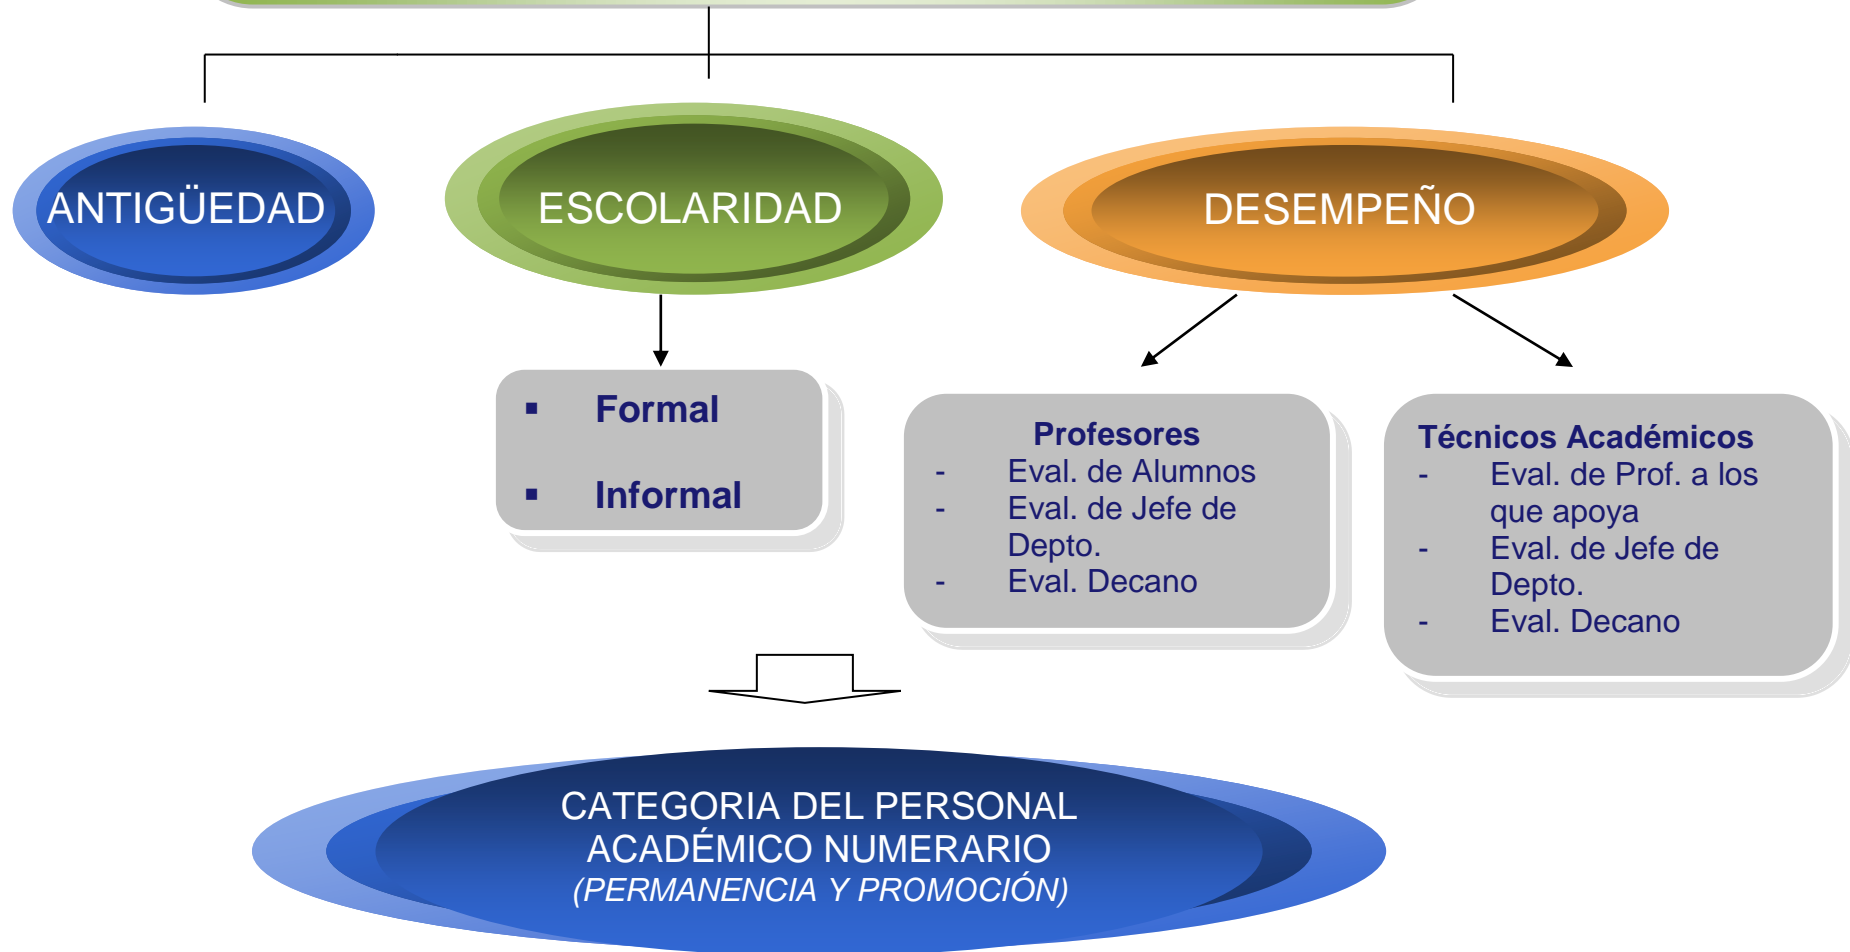 ANTIGÜEDAD
ESCOLARIDAD
DESEMPEÑO
▪ Formal
▪ Informal
Profesores
- Eval. de Alumnos
- Eval. de Jefe de
Depto.
- Eval. Decano
Técnicos Académicos
- Eval. de Prof. a los
que apoya
- Eval. de Jefe de
Depto.
- Eval. Decano
CATEGORIA DEL PERSONAL
ACADÉMICO NUMERARIO
(PERMANENCIA Y PROMOCIÓN)